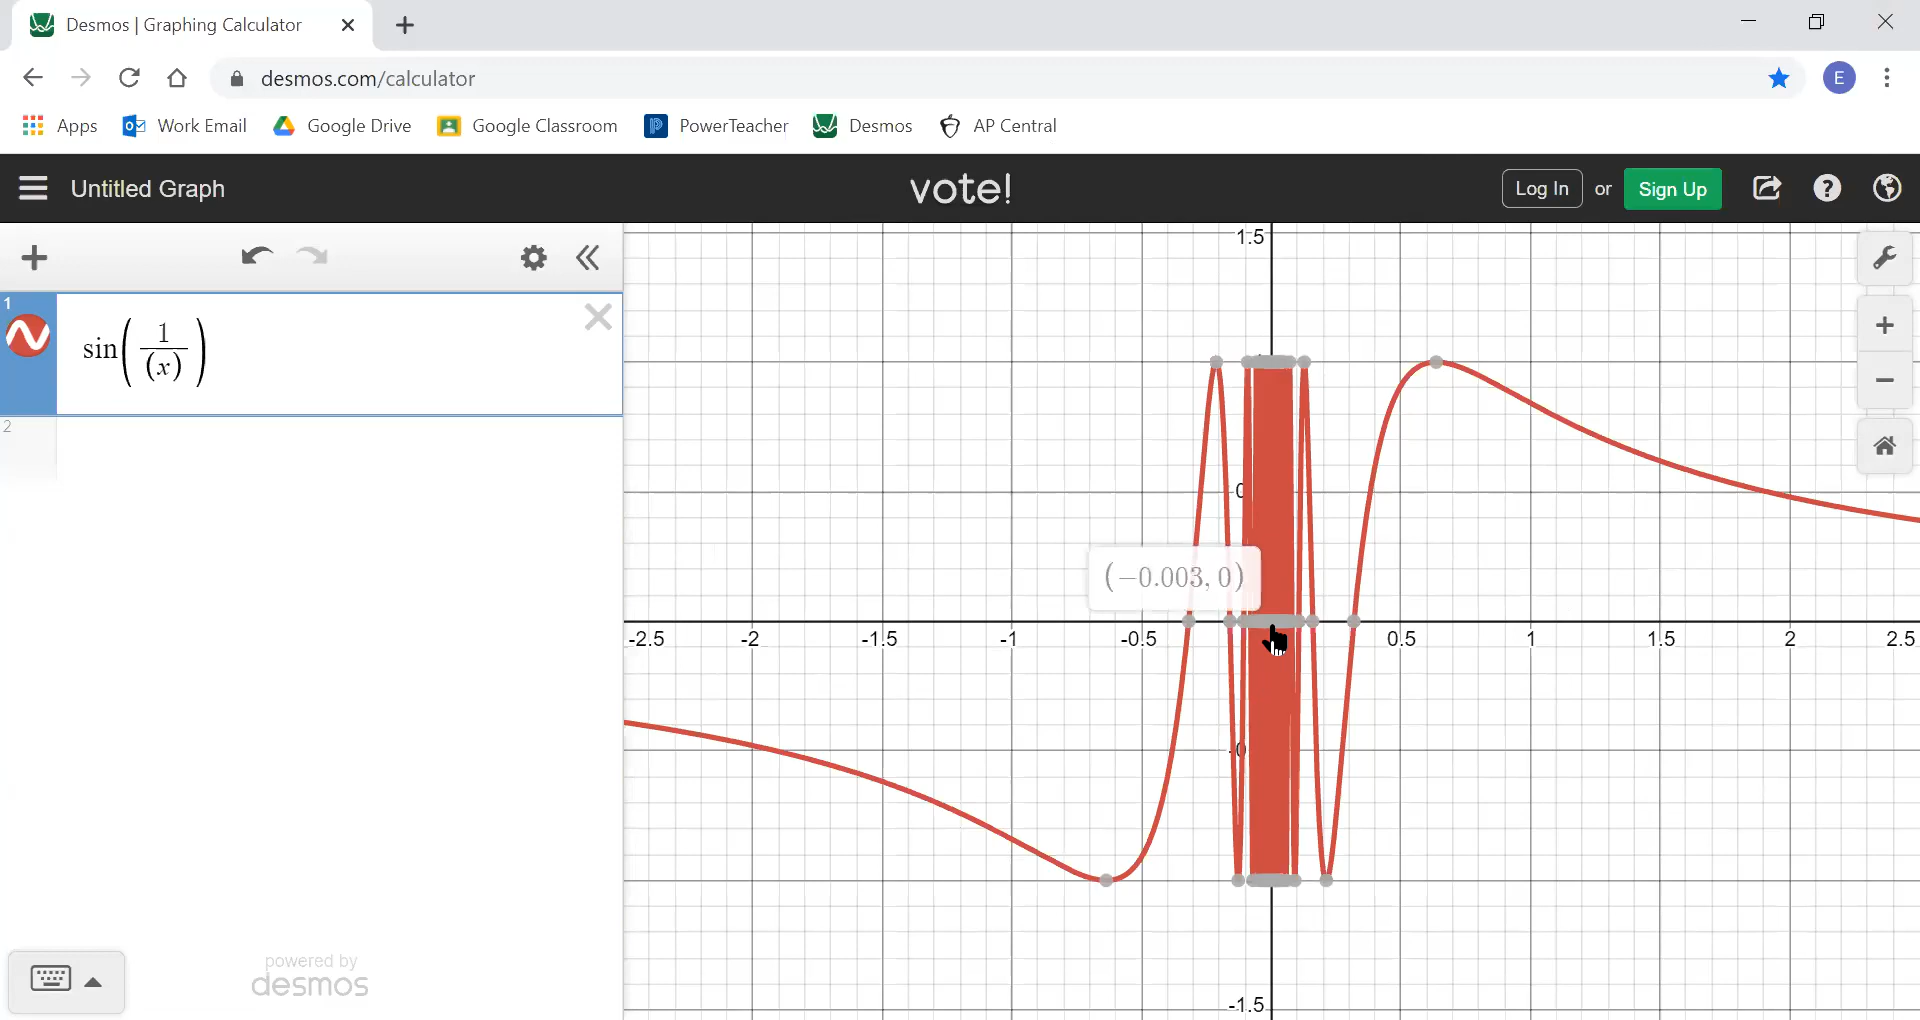 Desmos | Graphing Calculator
desmos.com/calculator
E
Apps
Work Email
Google Drive
Google Classroom
PowerTeacher
Desmos
AP Central
Untitled Graph
vote!
Log In
or
Sign Up
1
sin(1/(x))
2
powered by
desmos
1.5
0
(−0.003, 0)
-2.5
-2
-1.5
-1
-0.5
0.5
1
1.5
2
2.5
-0
-1.5